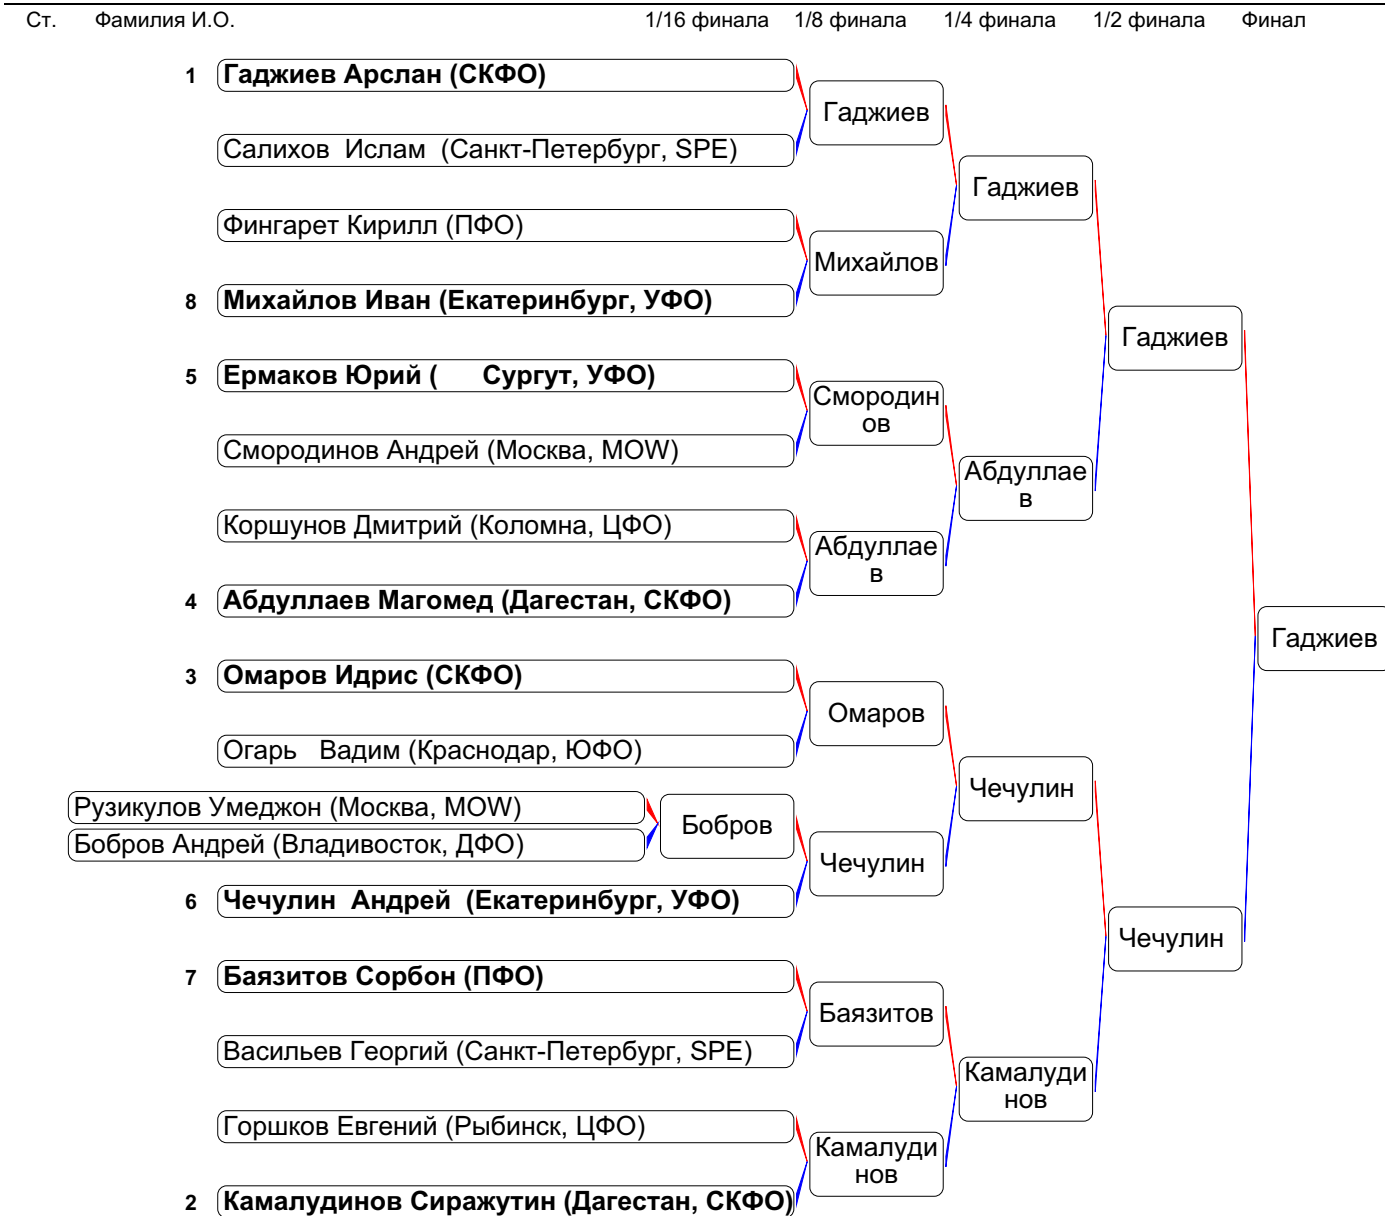 Ст. Фамилия И.О. 1/16 финала 1/8 финала 1/4 финала 1/2 финала Финал
1 Гаджиев Арслан (СКФО)
Гаджиев
Салихов Ислам (Санкт-Петербург, SPE)
Гаджиев
Фингарет Кирилл (ПФО)
Михайлов
8 Михайлов Иван (Екатеринбург, УФО)
Гаджиев
5 Ермаков Юрий ( Сургут, УФО)
Смородин
ов
Смородинов Андрей (Москва, MOW)
Абдуллае
в
Коршунов Дмитрий (Коломна, ЦФО)
Абдуллае
в
4 Абдуллаев Магомед (Дагестан, СКФО)
Гаджиев
3 Омаров Идрис (СКФО)
Омаров
Огарь Вадим (Краснодар, ЮФО)
Чечулин
Рузикулов Умеджон (Москва, MOW)
Бобров
Бобров Андрей (Владивосток, ДФО)
Чечулин
6 Чечулин Андрей (Екатеринбург, УФО)
Чечулин
7 Баязитов Сорбон (ПФО)
Баязитов
Васильев Георгий (Санкт-Петербург, SPE)
Камалуди
нов
Горшков Евгений (Рыбинск, ЦФО)
Камалуди
нов
2 Камалудинов Сиражутин (Дагестан, СКФО)